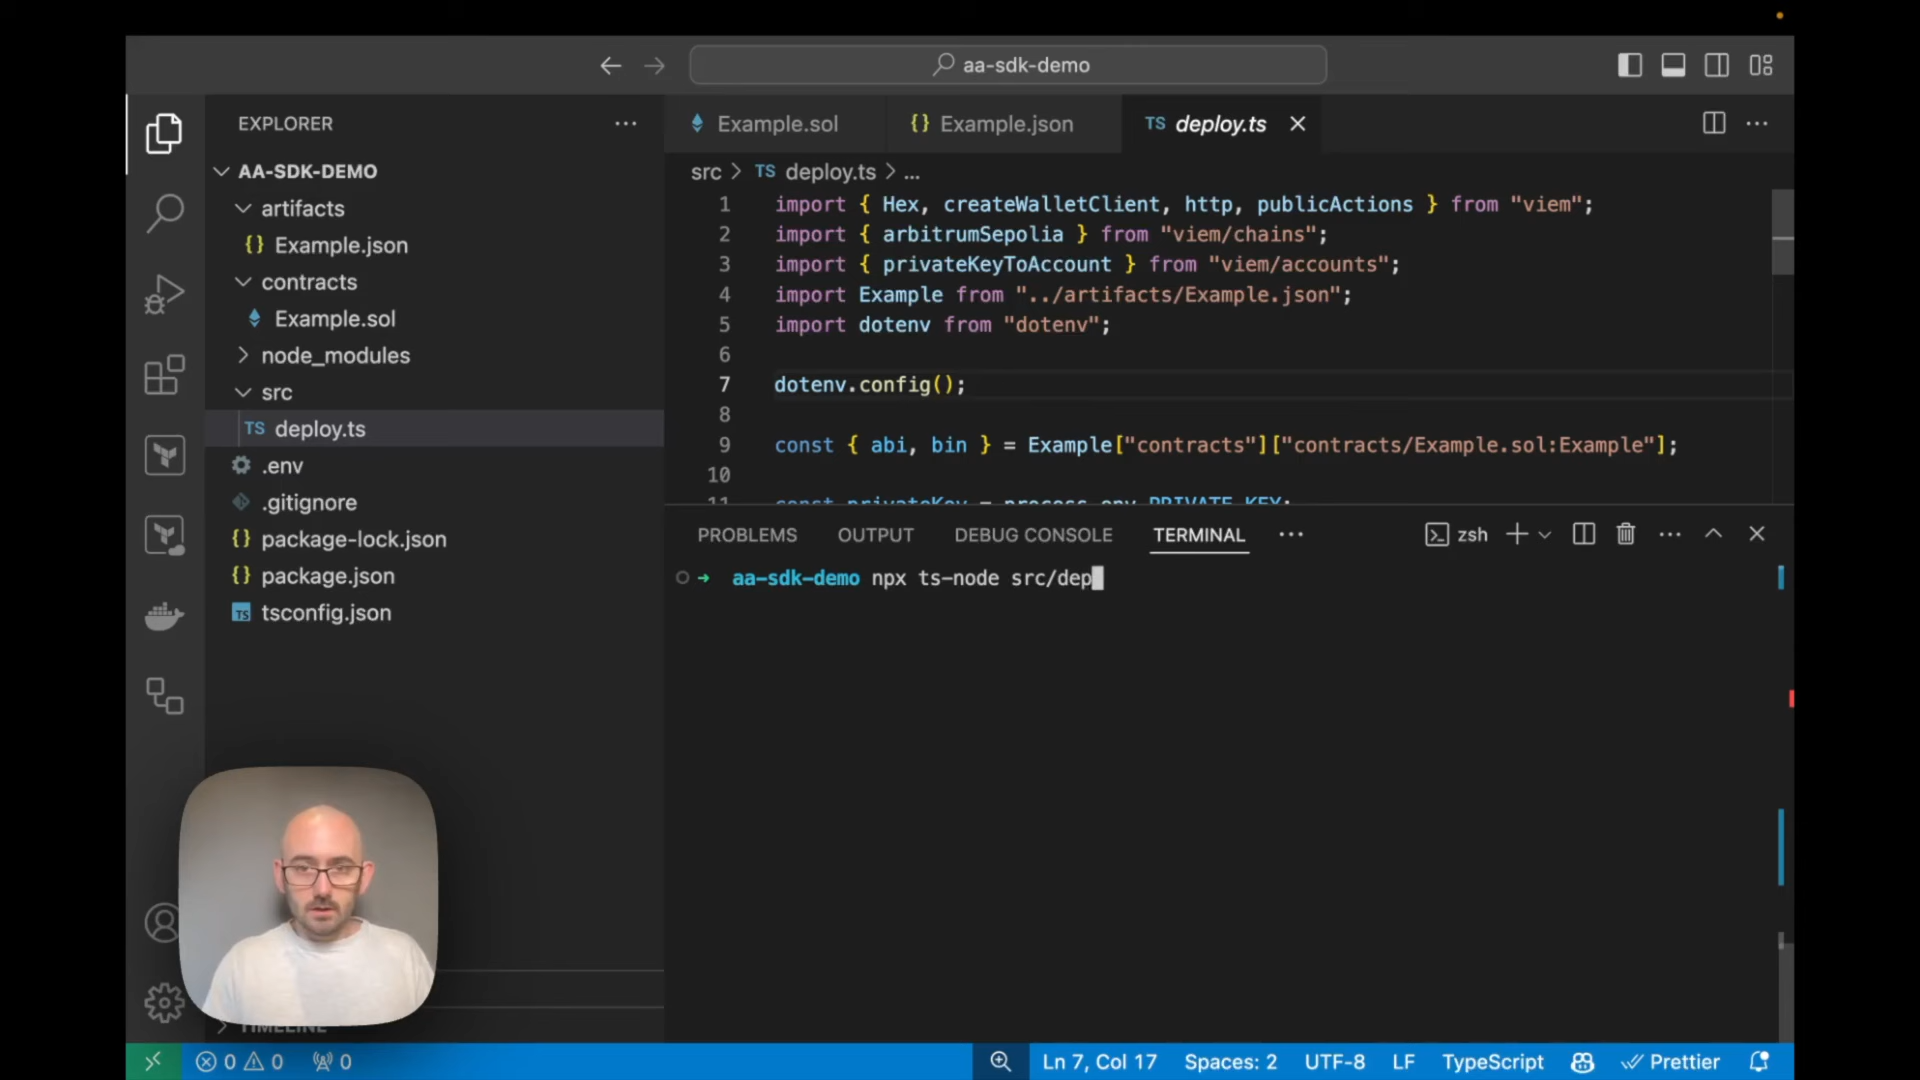 aa-sdk-demo
EXPLORER
Example.sol
{} Example.json
TS deploy.ts
AA-SDK-DEMO
artifacts
{} Example.json
contracts
Example.sol
node_modules
src
TS deploy.ts
.env
.gitignore
{} package-lock.json
{} package.json
TS tsconfig.json
TIMELINE
src > TS deploy.ts > ...
1 import { Hex, createWalletClient, http, publicActions } from "viem";
2 import { arbitrumSepolia } from "viem/chains";
3 import { privateKeyToAccount } from "viem/accounts";
4 import Example from "../artifacts/Example.json";
5 import dotenv from "dotenv";
6
7 dotenv.config();
8
9 const { abi, bin } = Example["contracts"]["contracts/Example.sol:Example"];
10
11 const privateKey = process.env.PRIVATE_KEY;
PROBLEMS OUTPUT DEBUG CONSOLE TERMINAL ... zsh
aa-sdk-demo npx ts-node src/dep
0 0 0 Ln 7, Col 17 Spaces: 2 UTF-8 LF TypeScript Prettier